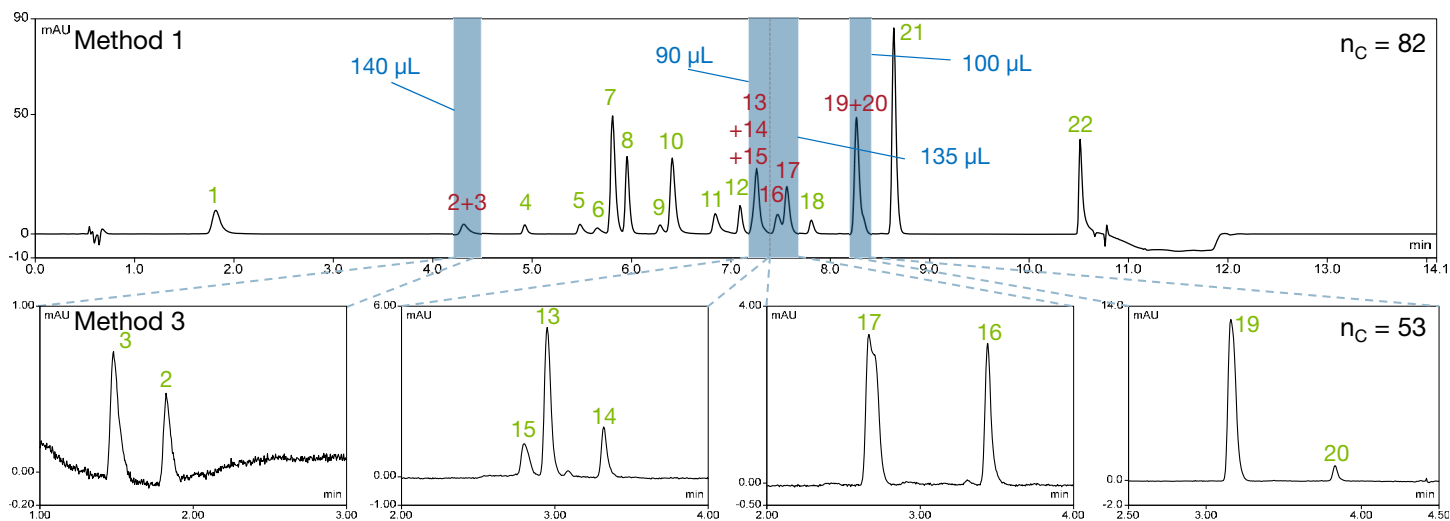 90
mAU
Method 1
n_C = 82
50
0
-10
140 µL
90 µL
100 µL
135 µL
1
2+3
4
5
6
7
8
9
10
11
12
13
+14
+15
16
17
18
19+20
21
22
0.0 1.0 2.0 3.0 4.0 5.0 6.0 7.0 8.0 9.0 10.0 11.0 12.0 13.0 14.1
min
1.00
mAU
Method 3
3
2
0.00
-0.20
min
1.00 2.00 3.00
6.00
mAU
13
15
14
0.00
-1.00
min
2.00 3.00 4.00
4.00
mAU
17
16
0.00
-0.50
min
2.00 3.00 4.00
14.0
mAU
n_C = 53
19
20
0.0
-2.0
min
2.50 3.00 4.00 4.50